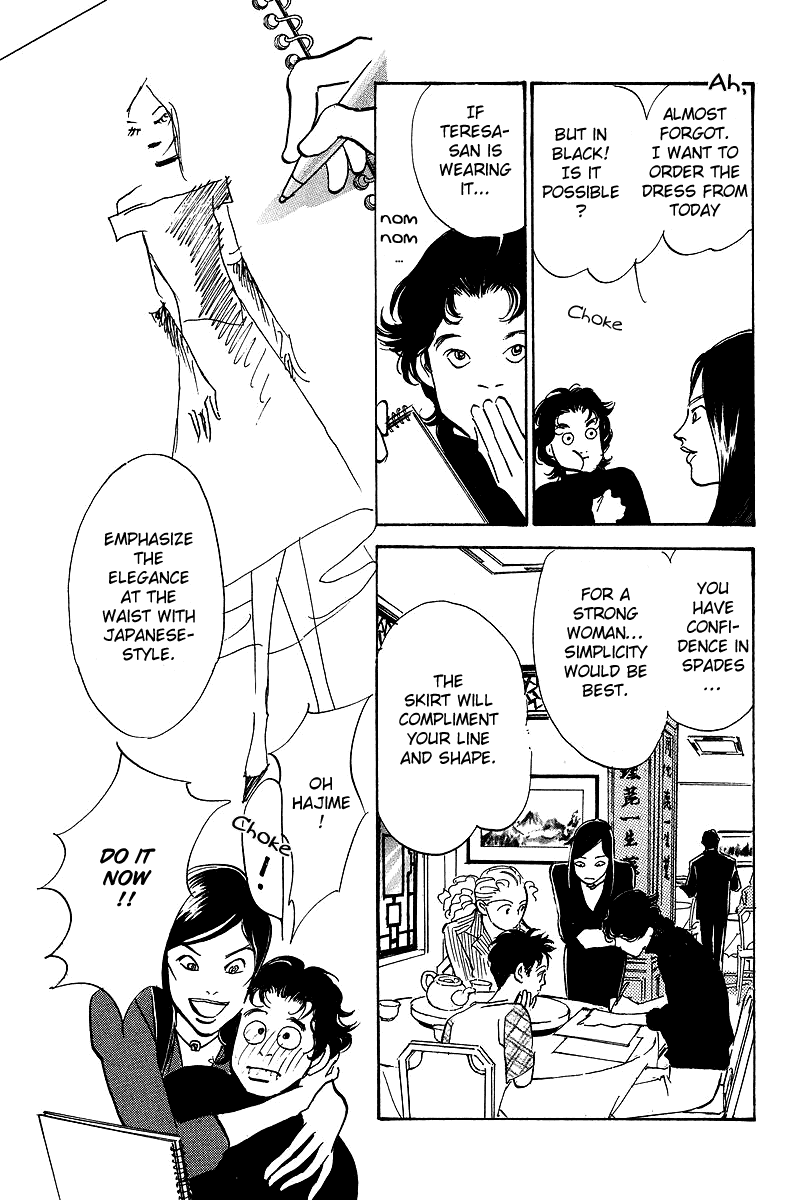 Ah,
ALMOST
FORGOT.
I WANT TO
ORDER THE
DRESS FROM
TODAY
BUT IN
BLACK!
IS IT
POSSIBLE
?
Choke
IF
TERESA-
SAN IS
WEARING
IT...
nom
nom
...
YOU
HAVE
CONFI-
DENCE IN
SPADES
...
FOR A
STRONG
WOMAN...
SIMPLICITY
WOULD BE
BEST.
THE
SKIRT WILL
COMPLIMENT
YOUR LINE
AND SHAPE.
第一生
EMPHASIZE
THE
ELEGANCE
AT THE
WAIST WITH
JAPANESE-
STYLE.
OH
HAJIME
!
Choke
!
DO IT
NOW
!!